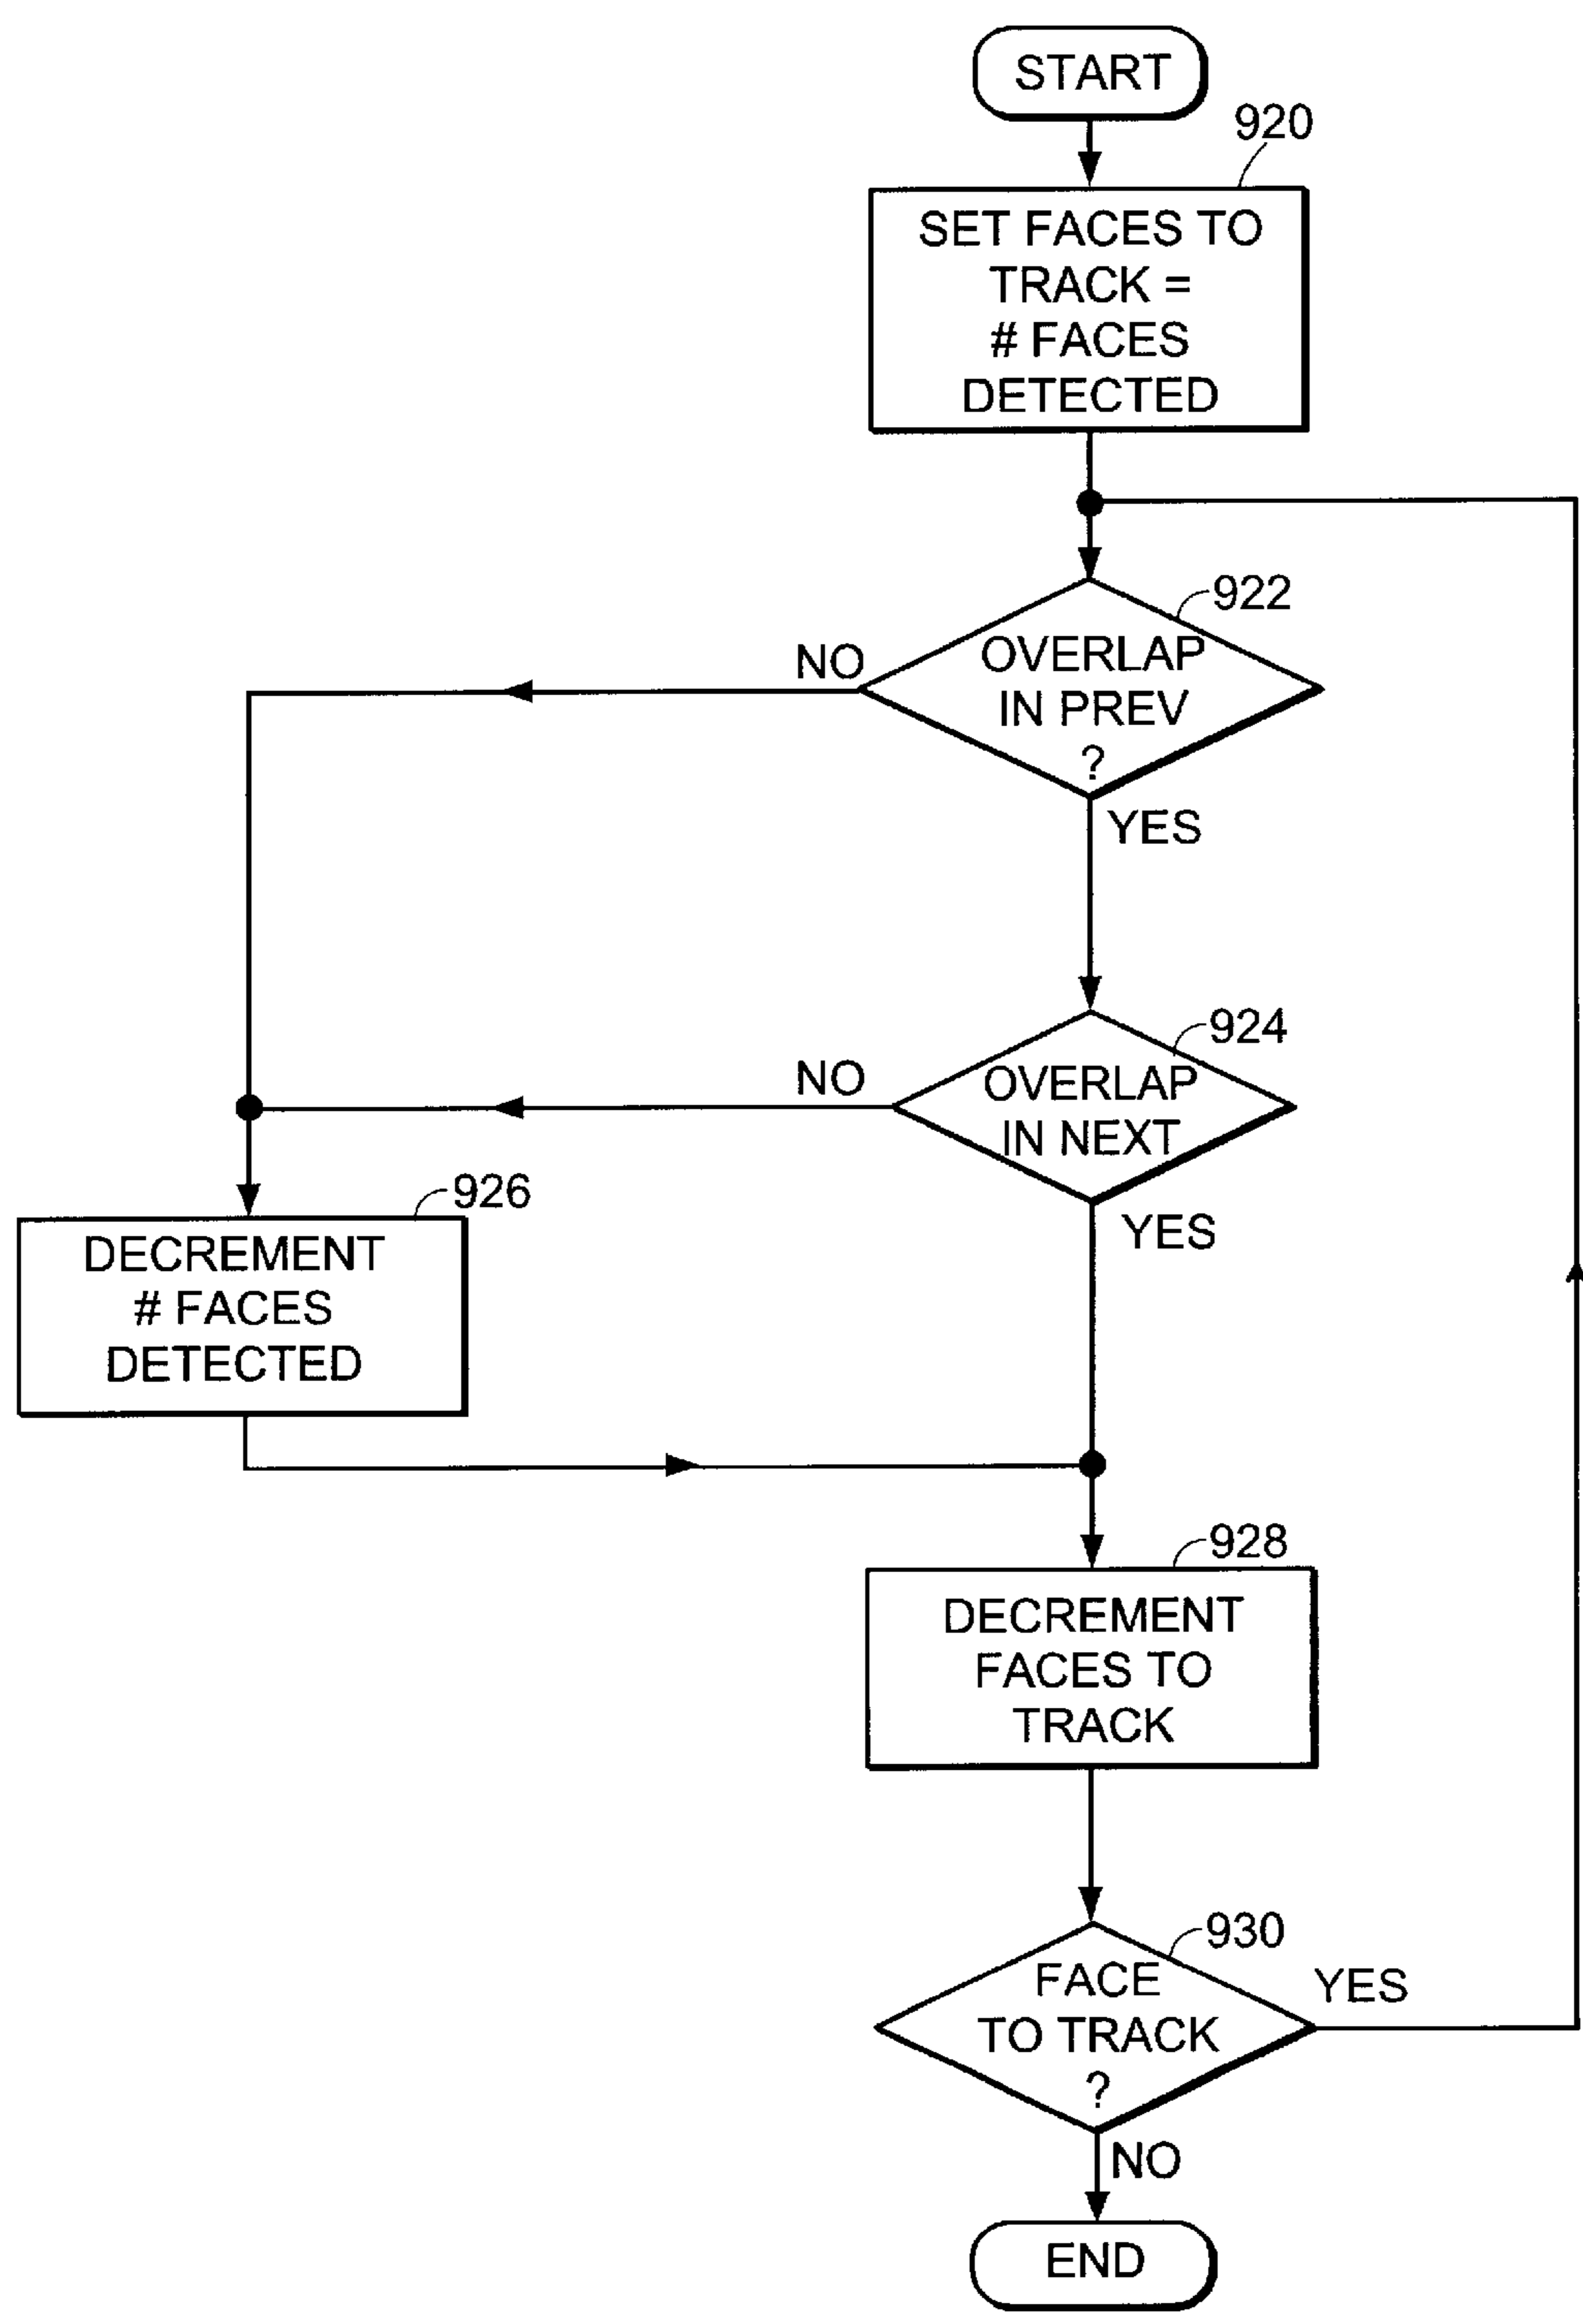 START
920
SET FACES TO
TRACK =
# FACES
DETECTED
922
OVERLAP
IN PREV
?
NO
YES
924
OVERLAP
IN NEXT
NO
YES
926
DECREMENT
# FACES
DETECTED
928
DECREMENT
FACES TO
TRACK
930
FACE
TO TRACK
?
YES
NO
END